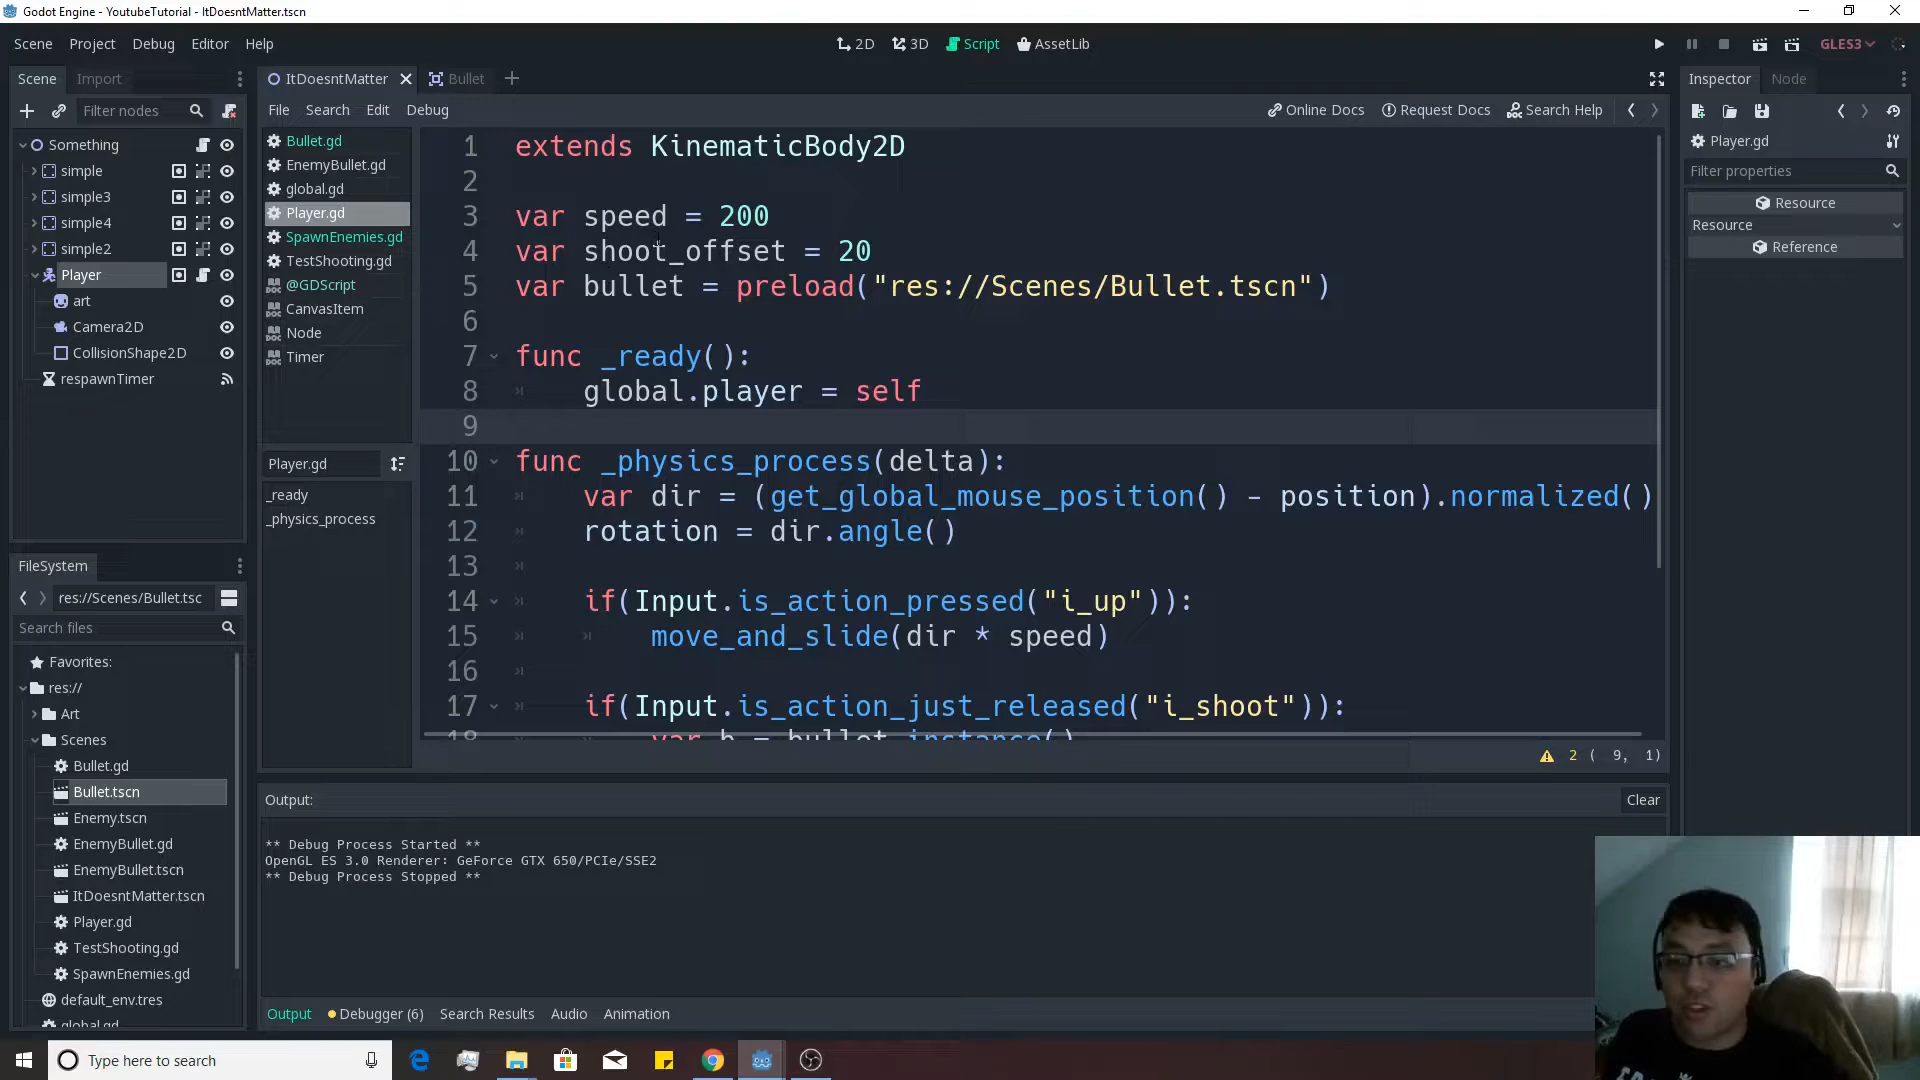 Godot Engine - YoutubeTutorial - ItDoesntMatter.tscn
Scene Project Debug Editor Help
2D 3D Script AssetLib
GLES3
Scene Import
Filter nodes
Something
simple
simple3
simple4
simple2
Player
art
Camera2D
CollisionShape2D
respawnTimer
FileSystem
res://Scenes/Bullet.tsc
Search files
Favorites:
res://
Art
Scenes
Bullet.gd
Bullet.tscn
Enemy.tscn
EnemyBullet.gd
EnemyBullet.tscn
ItDoesntMatter.tscn
Player.gd
TestShooting.gd
SpawnEnemies.gd
default_env.tres
global.gd
ItDoesntMatter Bullet
File Search Edit Debug
Online Docs Request Docs Search Help
Bullet.gd
EnemyBullet.gd
global.gd
Player.gd
SpawnEnemies.gd
TestShooting.gd
@GDScript
CanvasItem
Node
Timer
Player.gd
_ready
_physics_process
1 extends KinematicBody2D
2
3 var speed = 200
4 var shoot_offset = 20
5 var bullet = preload("res://Scenes/Bullet.tscn")
6
7 func _ready():
8 global.player = self
9
10 func _physics_process(delta):
11 var dir = (get_global_mouse_position() - position).normalized()
12 rotation = dir.angle()
13
14 if(Input.is_action_pressed("i_up")):
15 move_and_slide(dir * speed)
16
17 if(Input.is_action_just_released("i_shoot")):
18 var b = bullet.instance()
2 ( 9, 1)
Output:
Clear
** Debug Process Started **
OpenGL ES 3.0 Renderer: GeForce GTX 650/PCIe/SSE2
** Debug Process Stopped **
Output Debugger (6) Search Results Audio Animation
Inspector Node
Player.gd
Filter properties
Resource
Resource
Reference
Type here to search